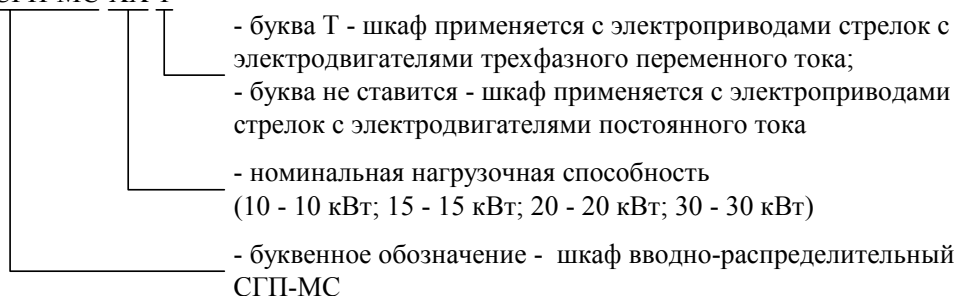 - буква Т - шкаф применяется с электроприводами стрелок с
электродвигателями трехфазного переменного тока;
- буква не ставится - шкаф применяется с электроприводами
стрелок с электродвигателями постоянного тока
- номинальная нагрузочная способность
(10 - 10 кВт; 15 - 15 кВт; 20 - 20 кВт; 30 - 30 кВт)
- буквенное обозначение - шкаф вводно-распределительный
СГП-МС